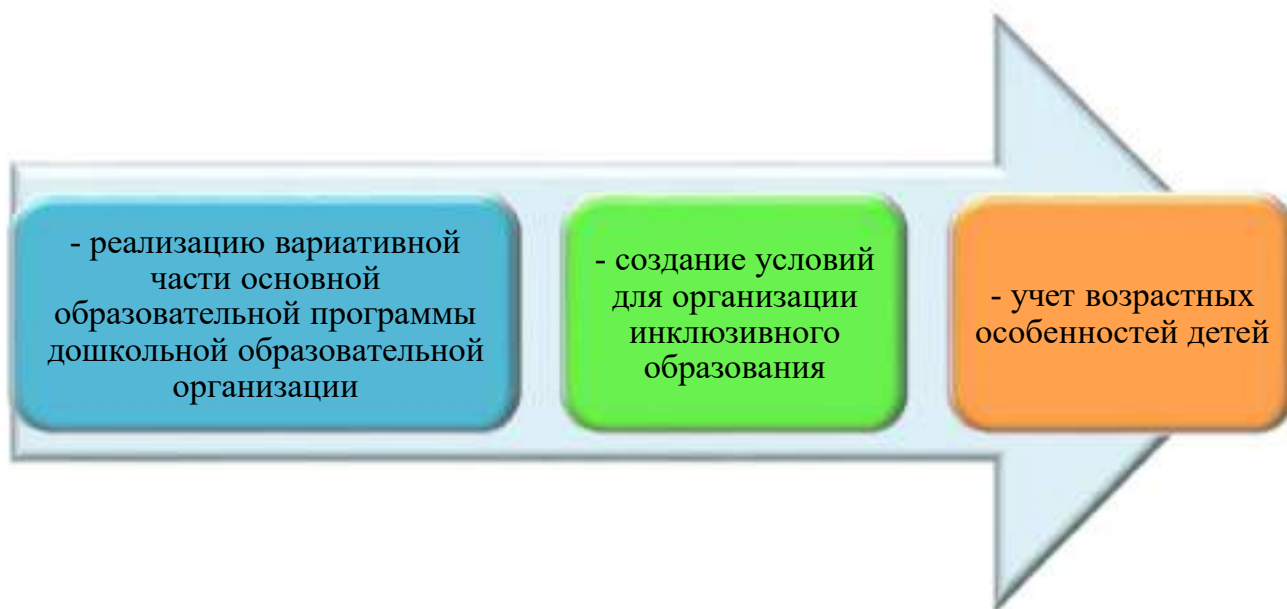 - реализацию вариативной
части основной
образовательной программы
дошкольной образовательной
организации
- создание условий
для организации
инклюзивного
образования
- учет возрастных
особенностей детей